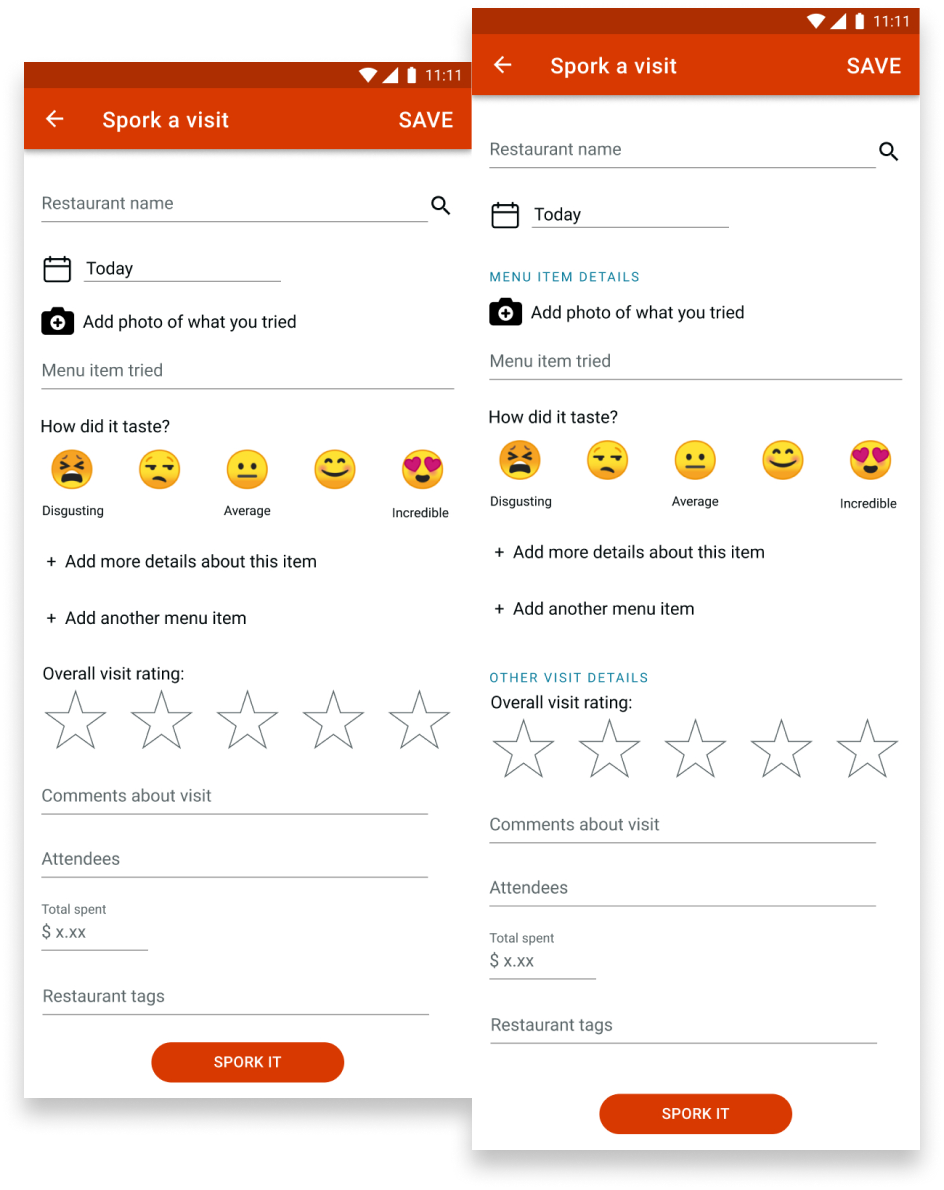 11:11
Spork a visit SAVE
Restaurant name
Today
Add photo of what you tried
Menu item tried
How did it taste?
Disgusting Average Incredible
+ Add more details about this item
+ Add another menu item
Overall visit rating:
Comments about visit
Attendees
Total spent
$ x.xx
Restaurant tags
SPORK IT
11:11
Spork a visit SAVE
Restaurant name
Today
MENU ITEM DETAILS
Add photo of what you tried
Menu item tried
How did it taste?
Disgusting Average Incredible
+ Add more details about this item
+ Add another menu item
OTHER VISIT DETAILS
Overall visit rating:
Comments about visit
Attendees
Total spent
$ x.xx
Restaurant tags
SPORK IT